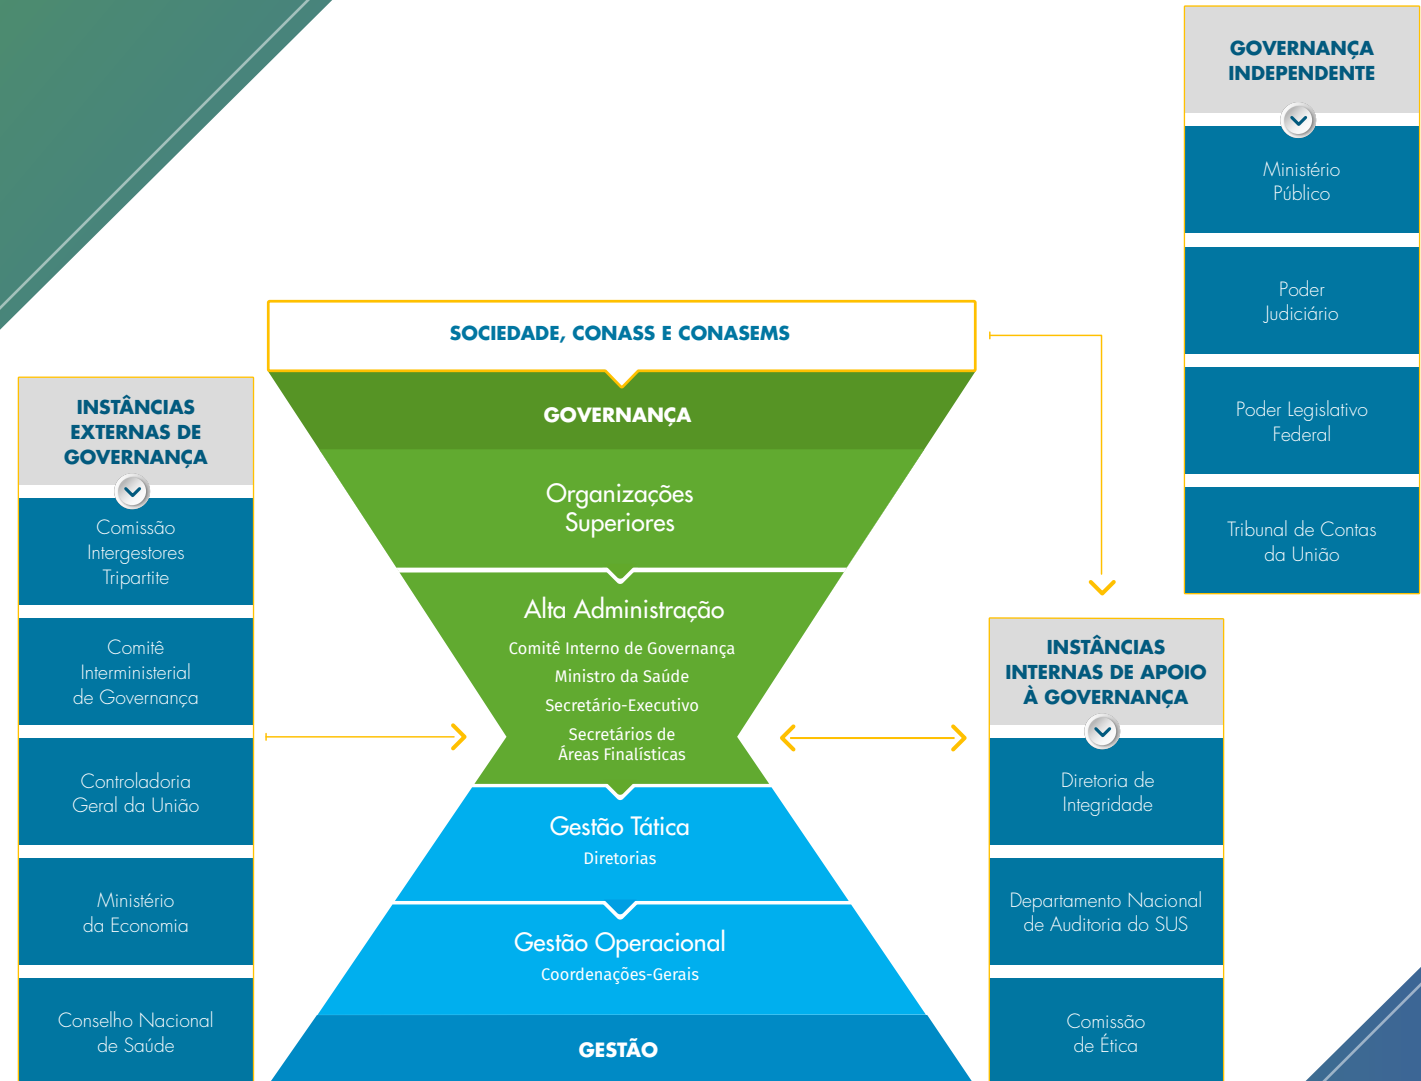 GOVERNANÇA
INDEPENDENTE
Ministério
Público
Poder
Judiciário
Poder Legislativo
Federal
Tribunal de Contas
da União
SOCIEDADE, CONASS E CONASEMS
GOVERNANÇA
Organizações
Superiores
Alta Administração
Comitê Interno de Governança
Ministro da Saúde
Secretário-Executivo
Secretários de
Áreas Finalísticas
Gestão Tática
Diretorias
Gestão Operacional
Coordenações-Gerais
GESTÃO
INSTÂNCIAS
EXTERNAS DE
GOVERNANÇA
Comissão
Intergestores
Tripartite
Comitê
Interministerial
de Governança
Controladoria
Geral da União
Ministério
da Economia
Conselho Nacional
de Saúde
INSTÂNCIAS
INTERNAS DE APOIO
À GOVERNANÇA
Diretoria de
Integridade
Departamento Nacional
de Auditoria do SUS
Comissão
de Ética